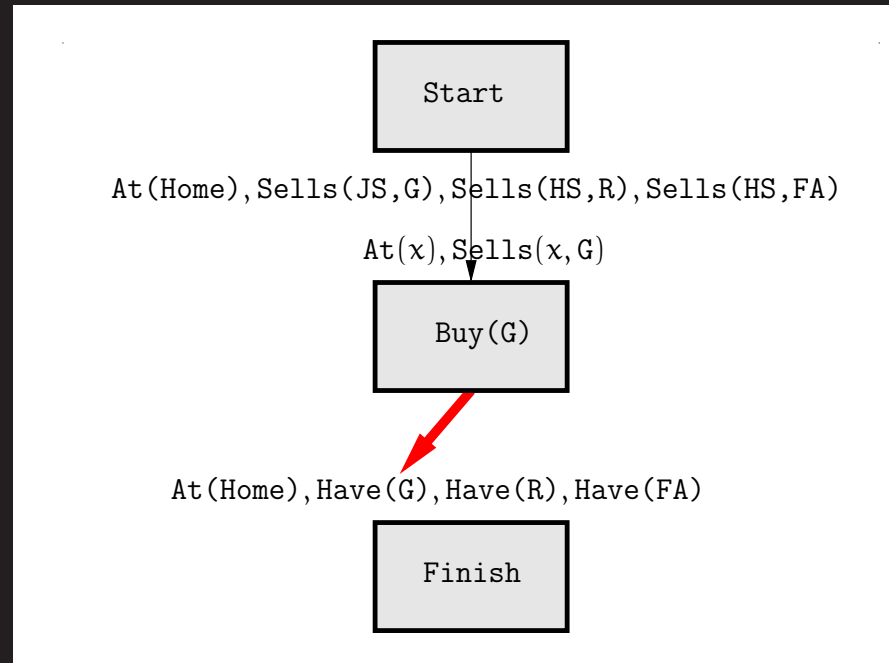 Start
At(Home),Sells(JS,G),Sells(HS,R),Sells(HS,FA)
At(x),Sells(x,G)
Buy(G)
At(Home),Have(G),Have(R),Have(FA)
Finish